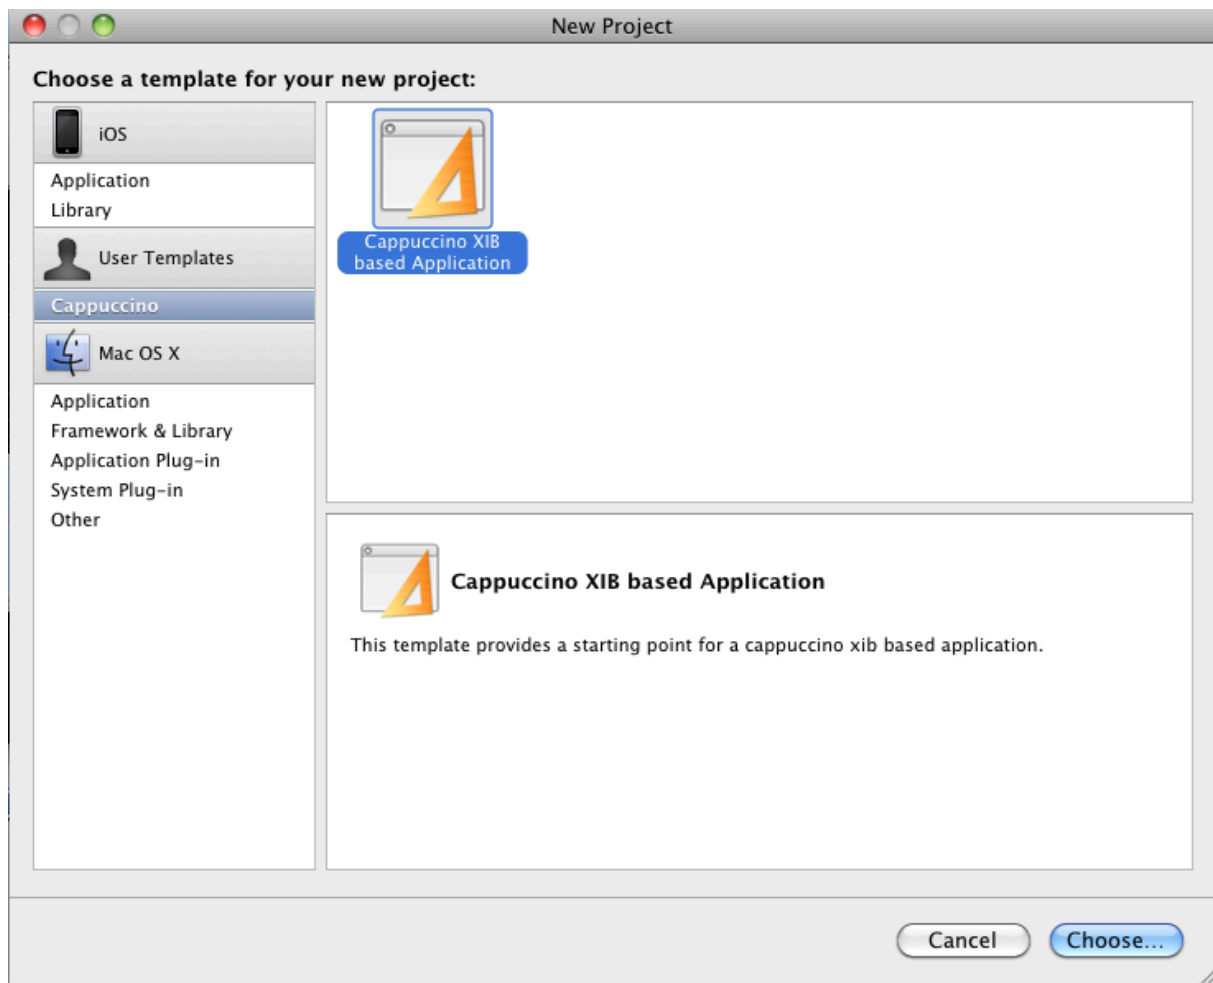 New Project
Choose a template for your new project:
iOS
Application
Library
User Templates
Cappuccino
Mac OS X
Application
Framework & Library
Application Plug-in
System Plug-in
Other
Cappuccino XIB
based Application
Cappuccino XIB based Application
This template provides a starting point for a cappuccino xib based application.
Cancel
Choose...